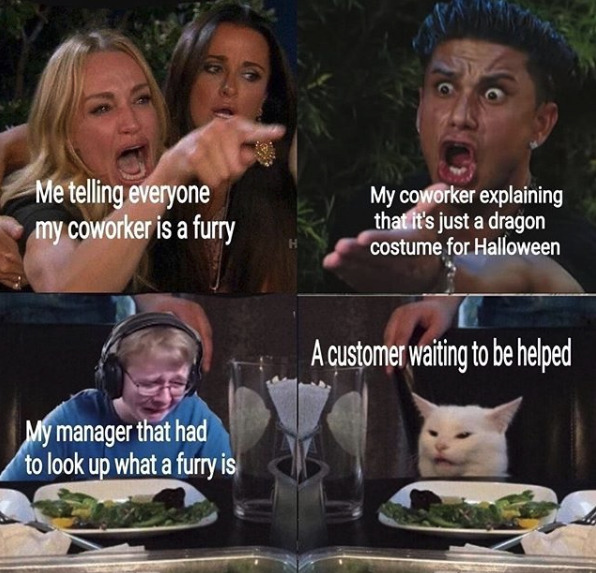 Me telling everyone
my coworker is a furry
My coworker explaining
that it's just a dragon
costume for Halloween
My manager that had
to look up what a furry is
A customer waiting to be helped